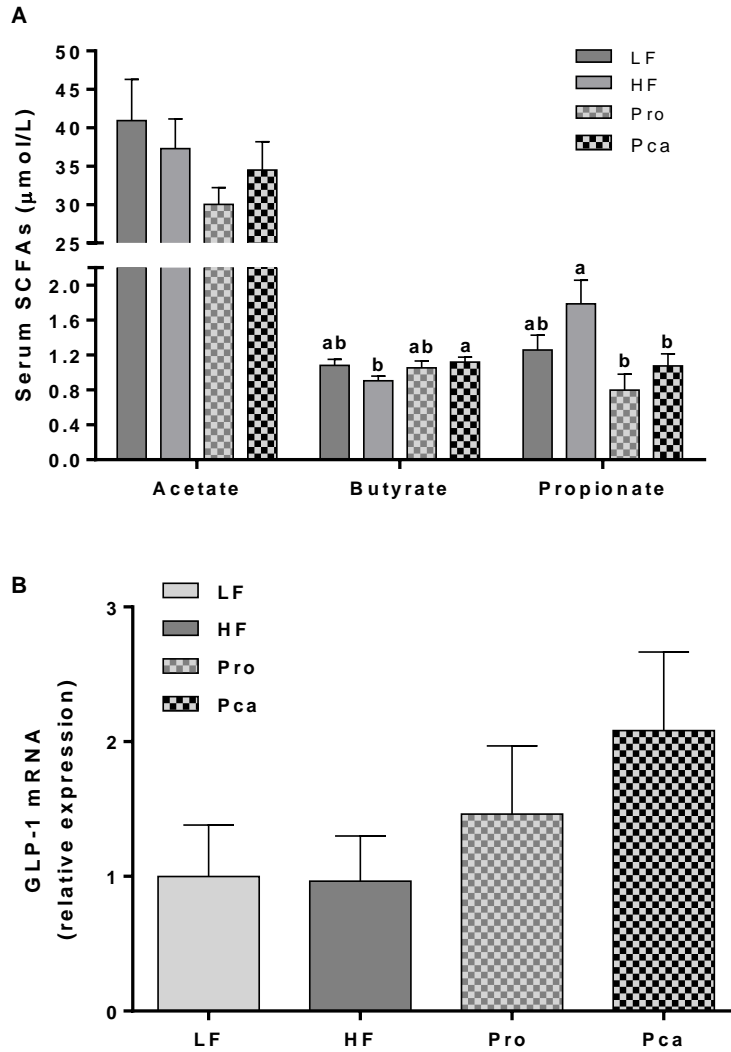 A
Serum SCFAs (μmol/L)
50
45
40
35
30
25
2.0
1.6
1.2
0.8
0.4
0.0
LF
HF
Pro
Pca
ab
b
ab
a
ab
a
b
b
Acetate
Butyrate
Propionate
B
GLP-1 mRNA
(relative expression)
3
2
1
0
LF
HF
Pro
Pca
LF
HF
Pro
Pca